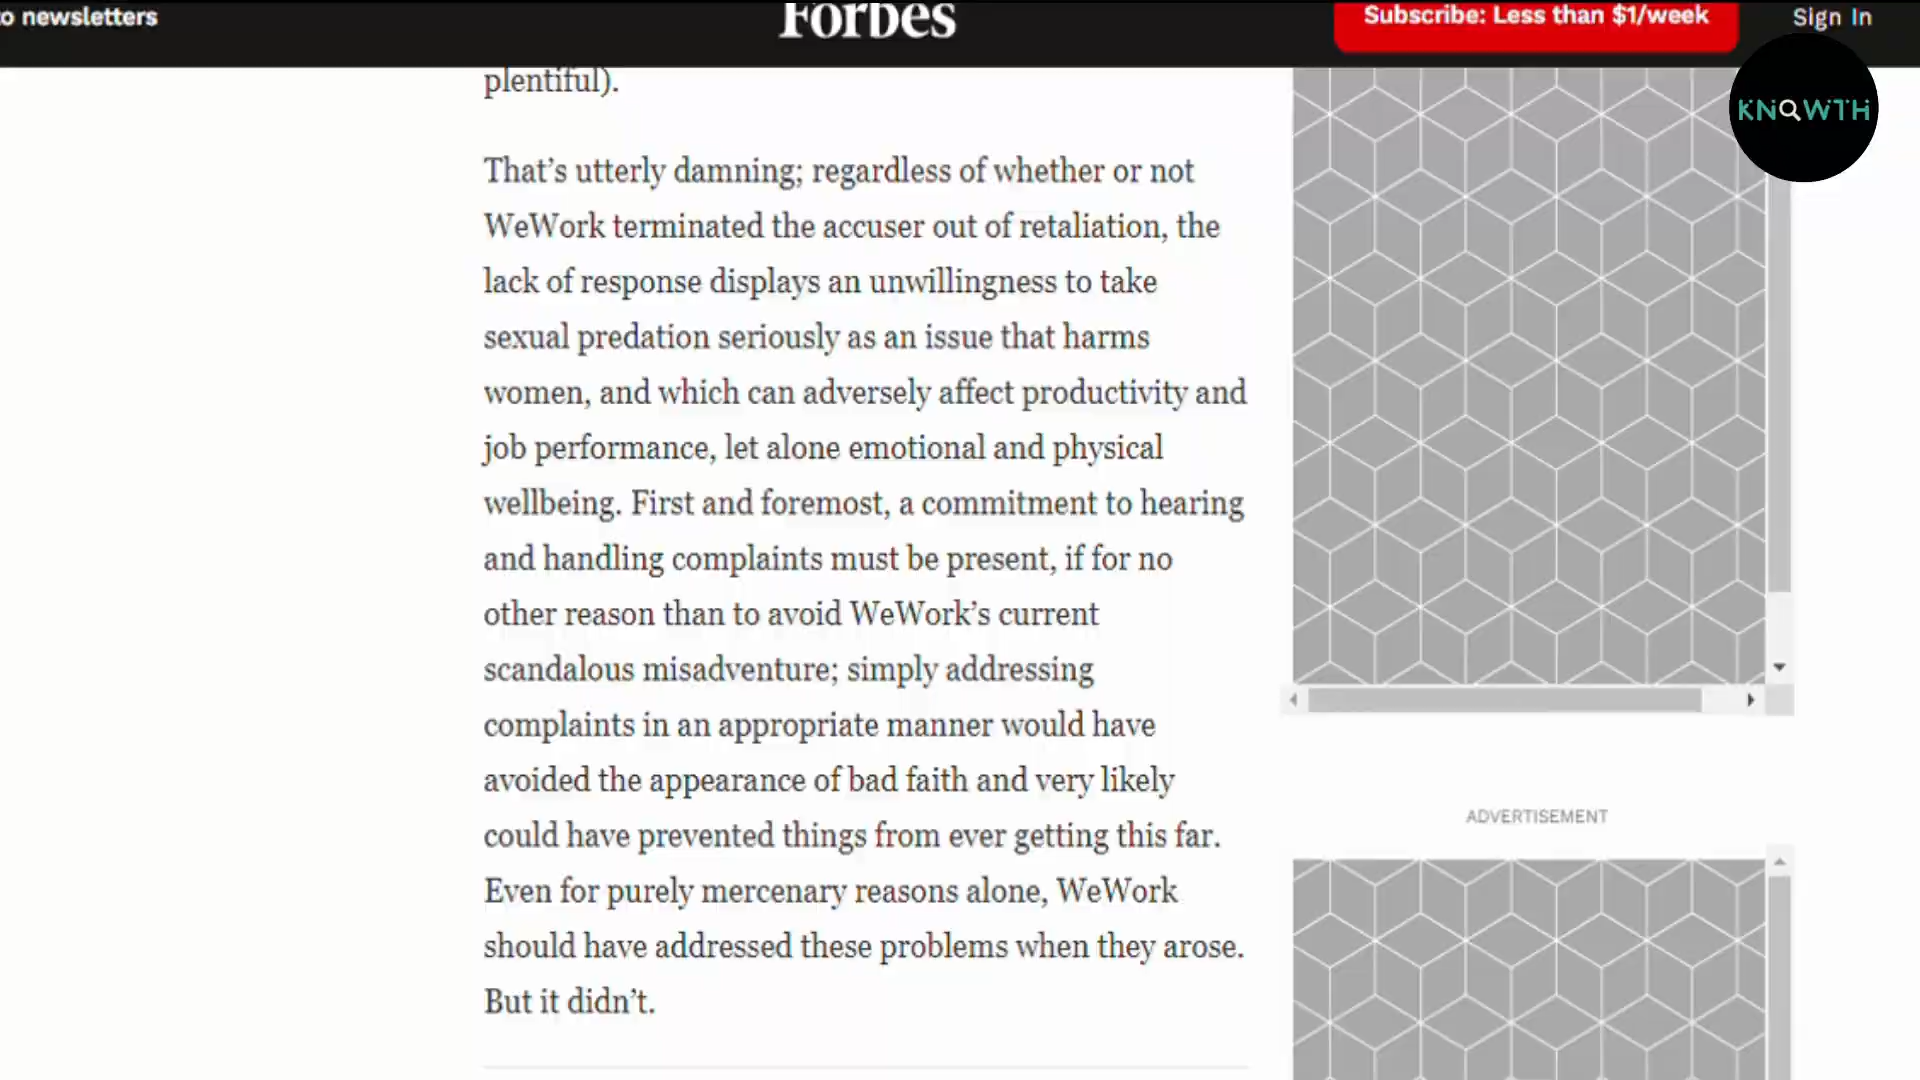 o newsletters
Forbes
Subscribe: Less than $1/week
Sign In
KNOWTH
plentiful).
That’s utterly damning; regardless of whether or not
WeWork terminated the accuser out of retaliation, the
lack of response displays an unwillingness to take
sexual predation seriously as an issue that harms
women, and which can adversely affect productivity and
job performance, let alone emotional and physical
wellbeing. First and foremost, a commitment to hearing
and handling complaints must be present, if for no
other reason than to avoid WeWork’s current
scandalous misadventure; simply addressing
complaints in an appropriate manner would have
avoided the appearance of bad faith and very likely
could have prevented things from ever getting this far.
Even for purely mercenary reasons alone, WeWork
should have addressed these problems when they arose.
But it didn’t.
ADVERTISEMENT